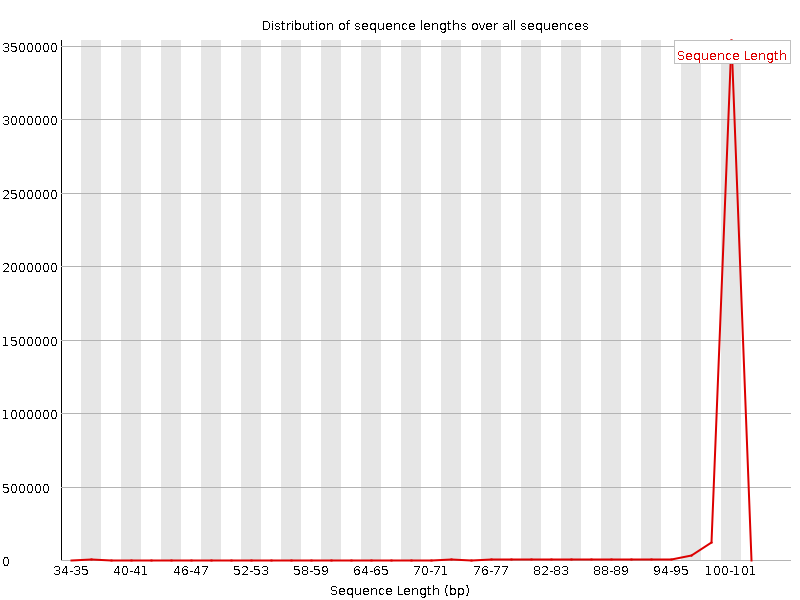 Distribution of sequence lengths over all sequences
3500000
Sequence Length
3000000
2500000
2000000
1500000
1000000
500000
0
34-35 40-41 46-47 52-53 58-59 64-65 70-71 76-77 82-83 88-89 94-95 100-101
Sequence Length (bp)